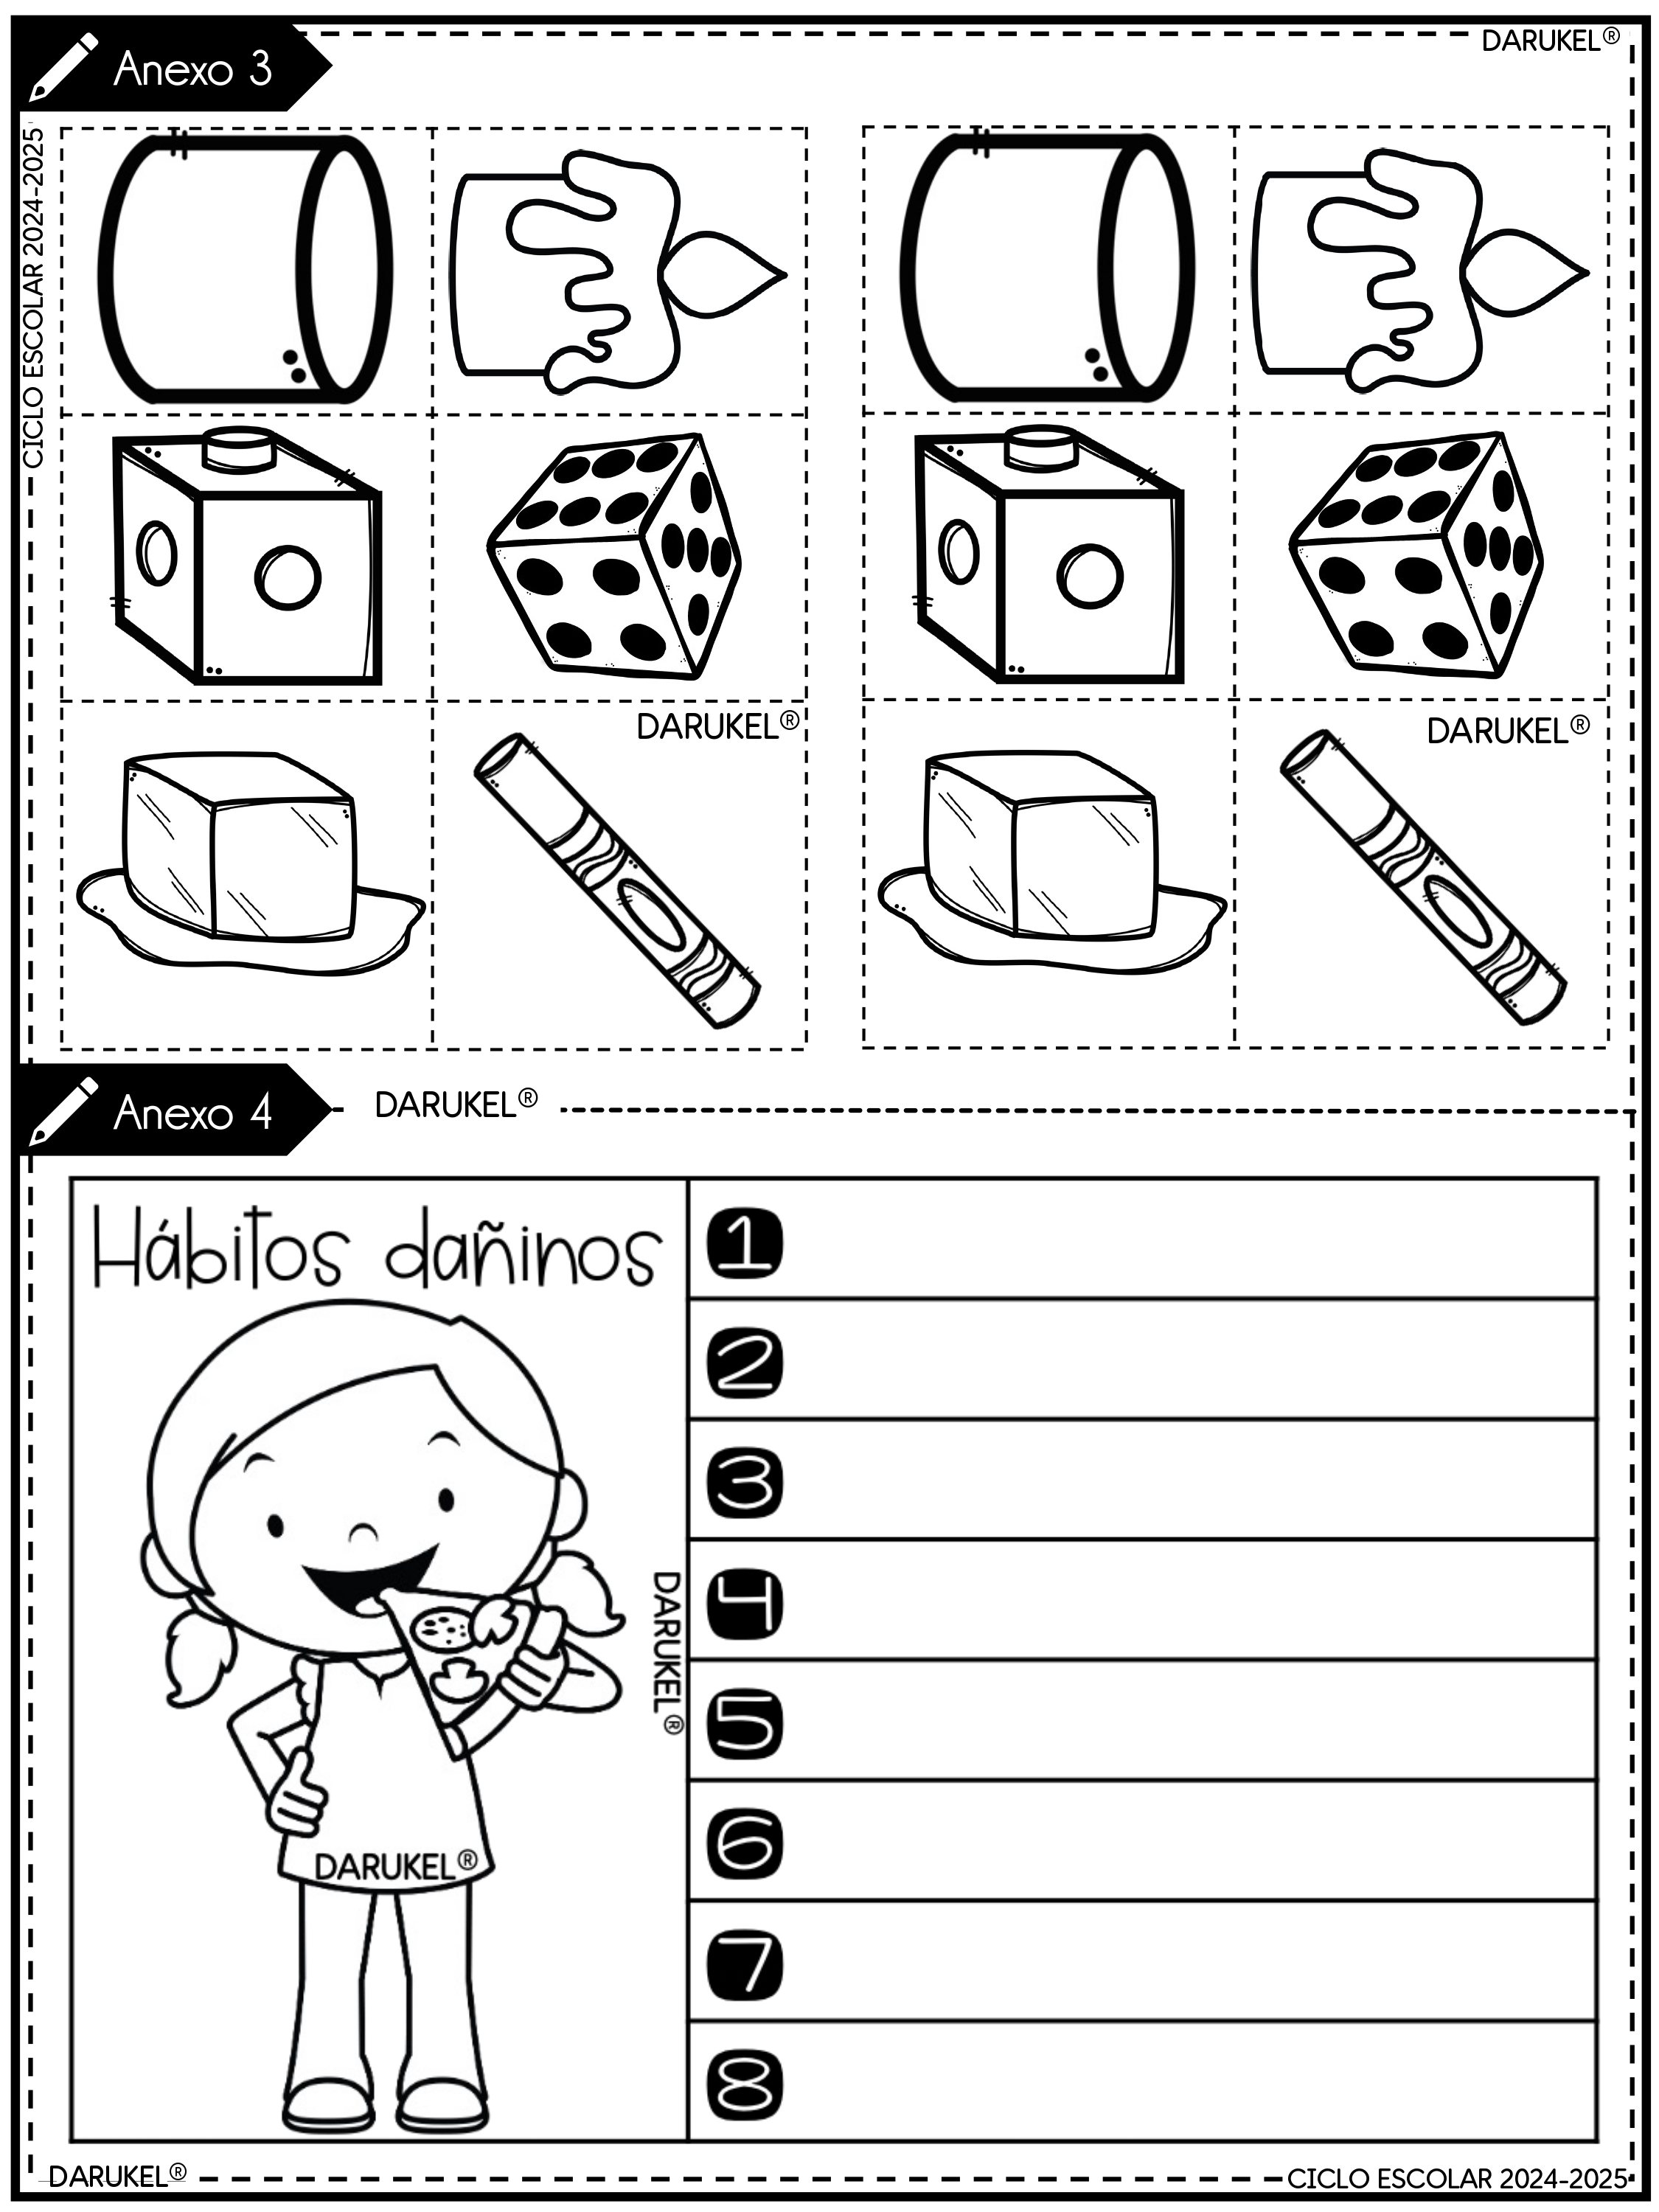 Anexo 3
DARUKEL®
CICLO ESCOLAR 2024-2025
DARUKEL®
DARUKEL®
Anexo 4
DARUKEL®
Hábitos dañinos
DARUKEL®
DARUKEL®
1
2
3
4
5
6
7
8
DARUKEL®
CICLO ESCOLAR 2024-2025